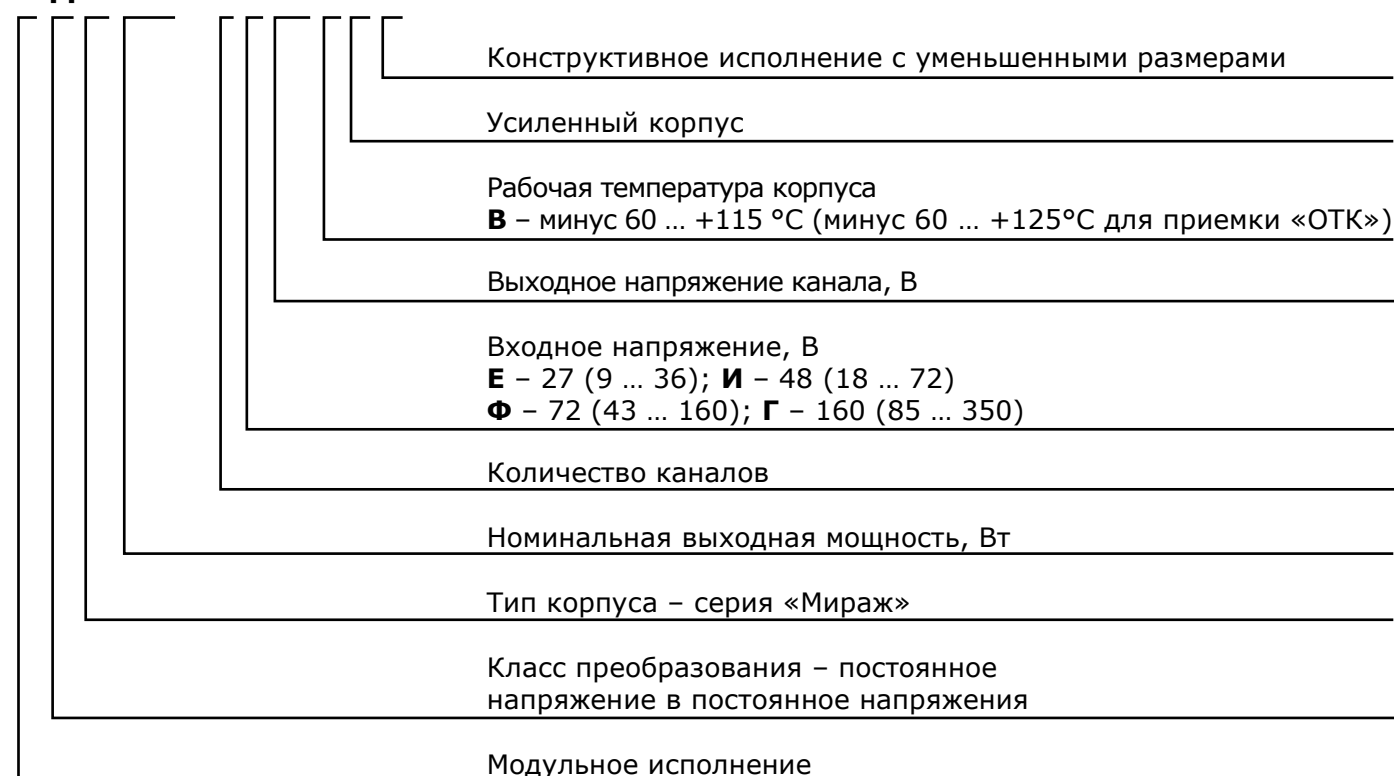 Конструктивное исполнение с уменьшенными размерами
Усиленный корпус
Рабочая температура корпуса
В – минус 60 ... +115 °С (минус 60 ... +125°С для приемки «ОТК»)
Выходное напряжение канала, В
Входное напряжение, В
Е – 27 (9 ... 36); И – 48 (18 ... 72)
Ф – 72 (43 ... 160); Г – 160 (85 ... 350)
Количество каналов
Номинальная выходная мощность, Вт
Тип корпуса – серия «Мираж»
Класс преобразования – постоянное
напряжение в постоянное напряжения
Модульное исполнение